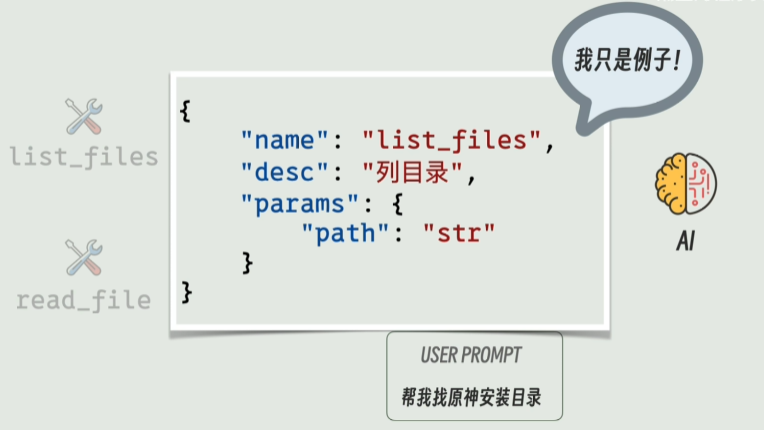 我只是例子!
{
"name": "list_files",
"desc": "列目录",
"params": {
"path": "str"
}
}
list_files
read_file
AI
USER PROMPT
帮我找原神安装目录